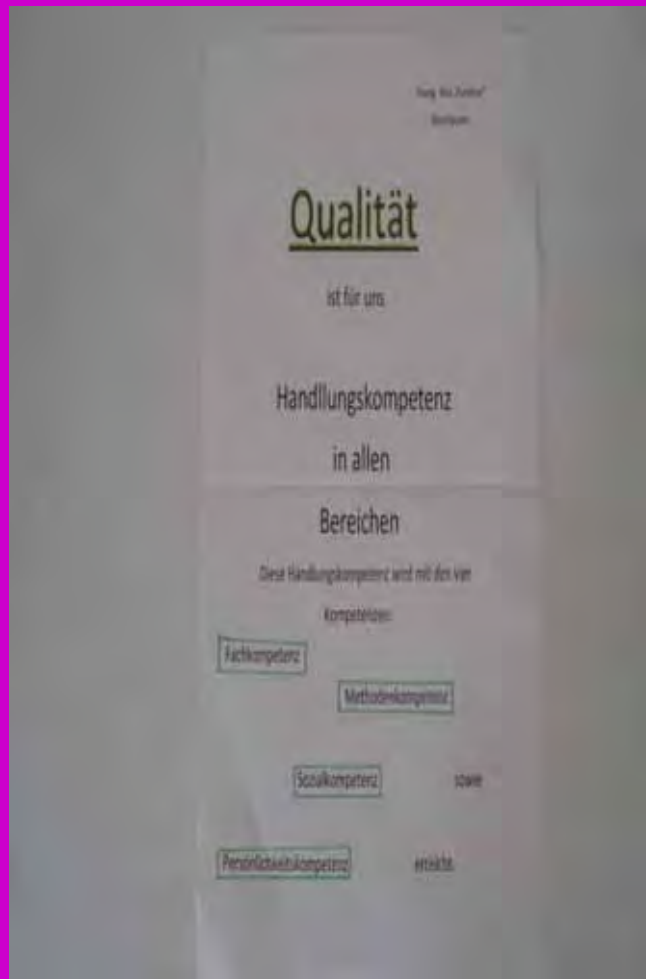 Qualität
ist für uns
Handllungskompetenz
in allen
Bereichen
Diese Handlungskompetenz wird mit den vier
Kompetenzen
Fachkompetenz
Methodenkompetenz
Sozialkompetenz sowie
Persönlichkeitskompetenz erreicht.